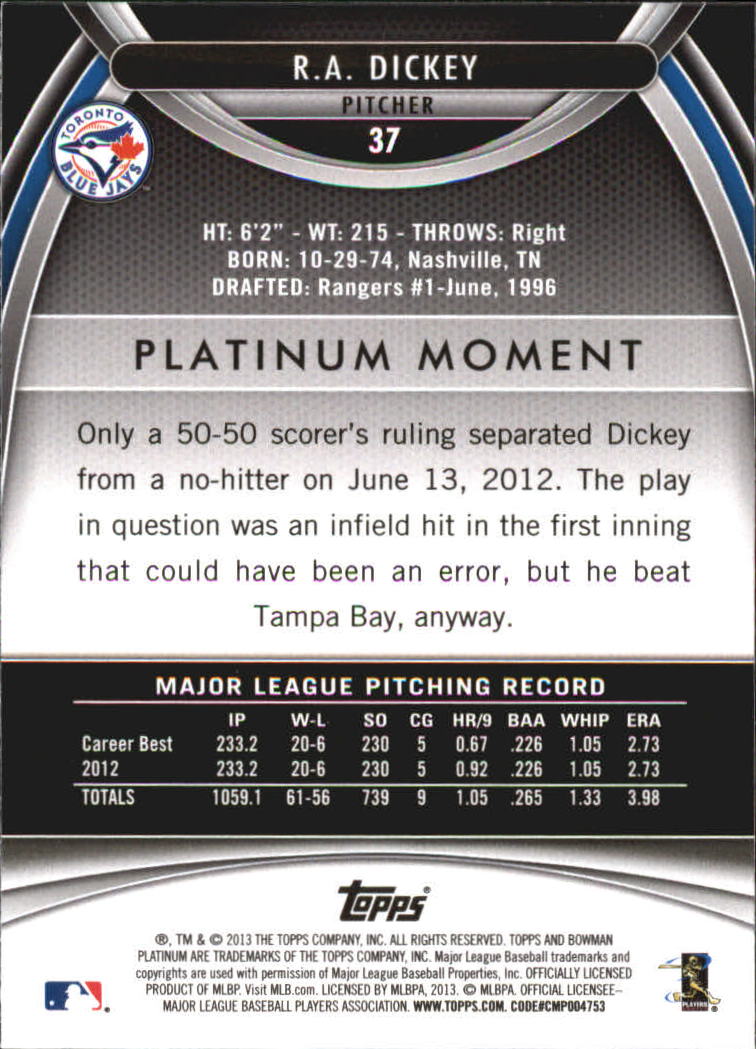 R.A. DICKEY
PITCHER
37
TORONTO
BLUE JAYS
TM
HT: 6'2" - WT: 215 - THROWS: Right
BORN: 10-29-74, Nashville, TN
DRAFTED: Rangers #1-June, 1996
PLATINUM MOMENT
Only a 50-50 scorer's ruling separated Dickey
from a no-hitter on June 13, 2012. The play
in question was an infield hit in the first inning
that could have been an error, but he beat
Tampa Bay, anyway.
MAJOR LEAGUE PITCHING RECORD
IP W-L SO CG HR/9 BAA WHIP ERA
Career Best 233.2 20-6 230 5 0.67 .226 1.05 2.73
2012 233.2 20-6 230 5 0.92 .226 1.05 2.73
TOTALS 1059.1 61-56 739 9 1.05 .265 1.33 3.98
Topps®
®, TM & © 2013 THE TOPPS COMPANY, INC. ALL RIGHTS RESERVED. TOPPS AND BOWMAN
PLATINUM ARE TRADEMARKS OF THE TOPPS COMPANY, INC. Major League Baseball trademarks and
copyrights are used with permission of Major League Baseball Properties, Inc. OFFICIALLY LICENSED
PRODUCT OF MLBP. Visit MLB.com. LICENSED BY MLBPA, 2013. © MLBPA. OFFICIAL LICENSEE–
MAJOR LEAGUE BASEBALL PLAYERS ASSOCIATION. WWW.TOPPS.COM. CODE#CMP004753
PLAYERS
®